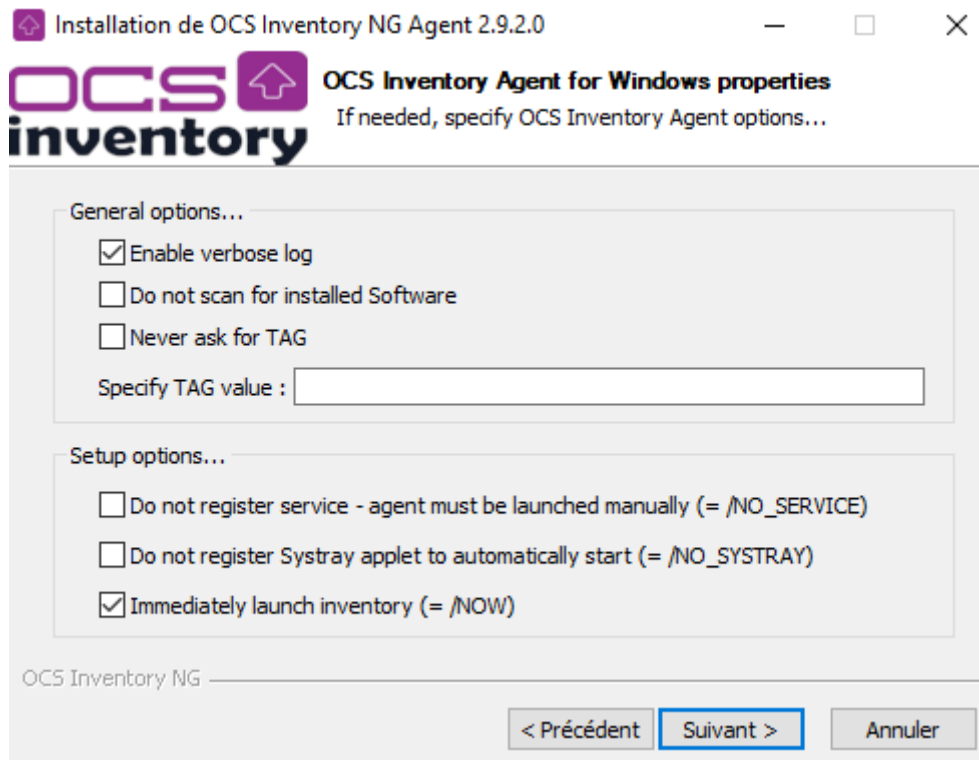 Installation de OCS Inventory NG Agent 2.9.2.0
OCS
inventory
OCS Inventory Agent for Windows properties
If needed, specify OCS Inventory Agent options...
General options...
Enable verbose log
Do not scan for installed Software
Never ask for TAG
Specify TAG value :
Setup options...
Do not register service - agent must be launched manually (= /NO_SERVICE)
Do not register Systray applet to automatically start (= /NO_SYSTRAY)
Immediately launch inventory (= /NOW)
OCS Inventory NG
< Précédent Suivant > Annuler